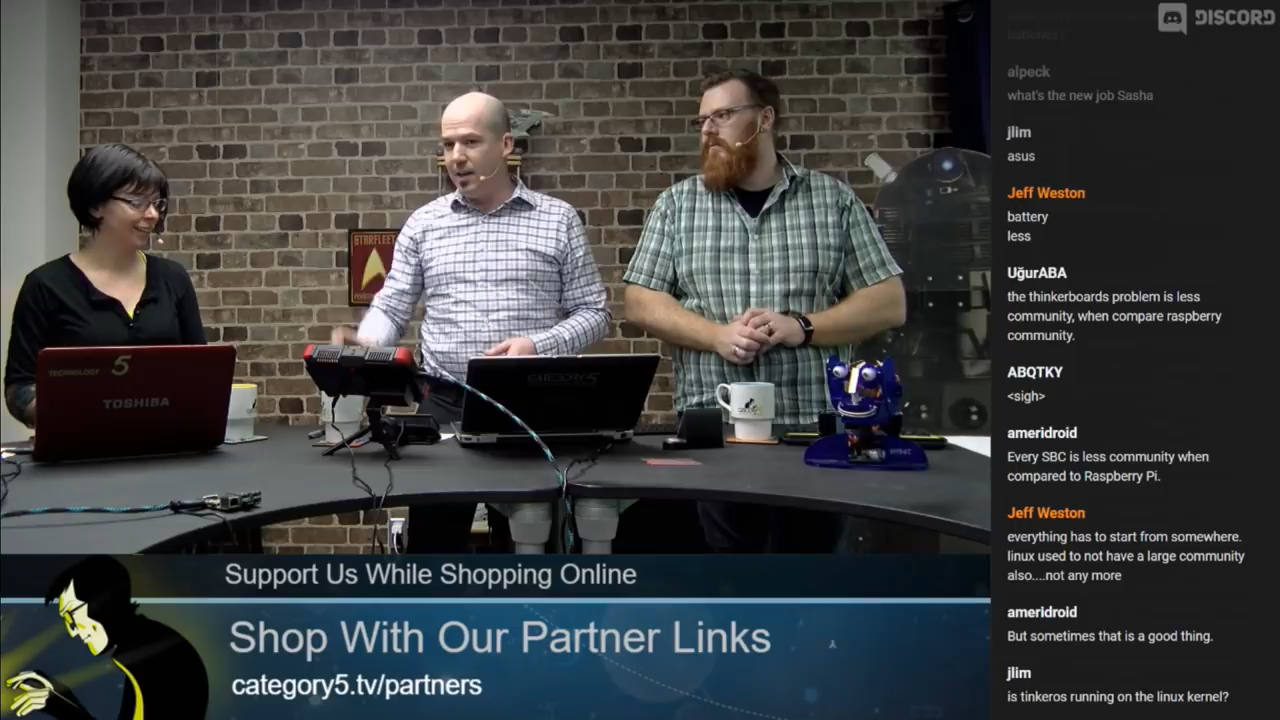 DISCORD
batteries?
alpeck
what's the new job Sasha
jlim
asus
Jeff Weston
battery
less
UğurABA
the thinkerboards problem is less
community, when compare raspberry
community.
ABQTKY
<sigh>
ameridroid
Every SBC is less community when
compared to Raspberry Pi.
Jeff Weston
everything has to start from somewhere.
linux used to not have a large community
also....not any more
ameridroid
But sometimes that is a good thing.
jlim
is tinkeros running on the linux kernel?
STARFLEET
TECHNOLOGY 5
TOSHIBA
CATEGORY5
Support Us While Shopping Online
Shop With Our Partner Links
category5.tv/partners